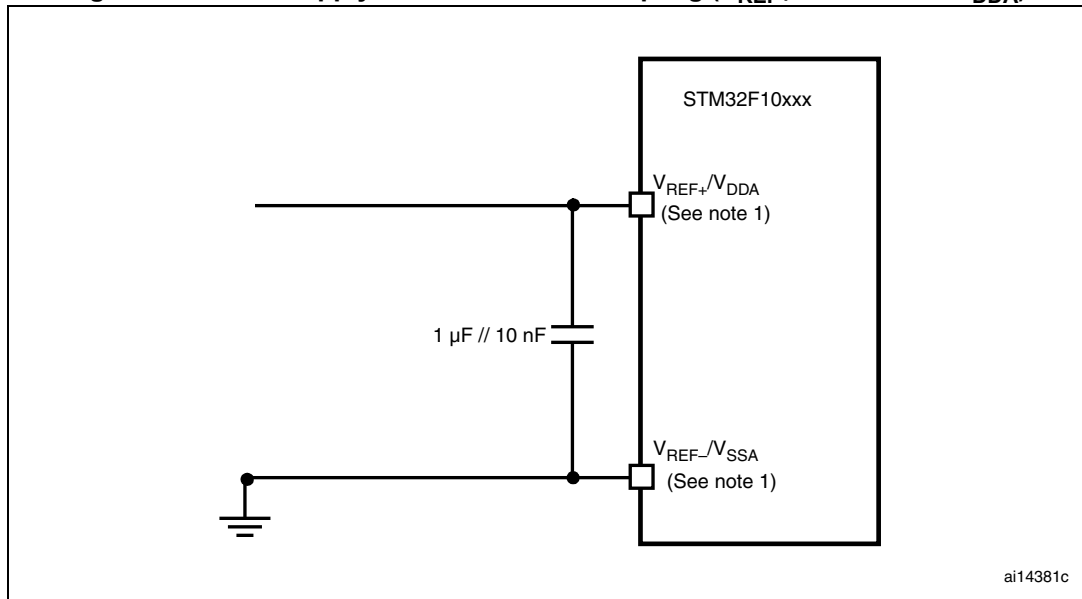 STM32F10xxx
VREF+/VDDA
(See note 1)
1 µF // 10 nF
VREF–/VSSA
(See note 1)
ai14381c